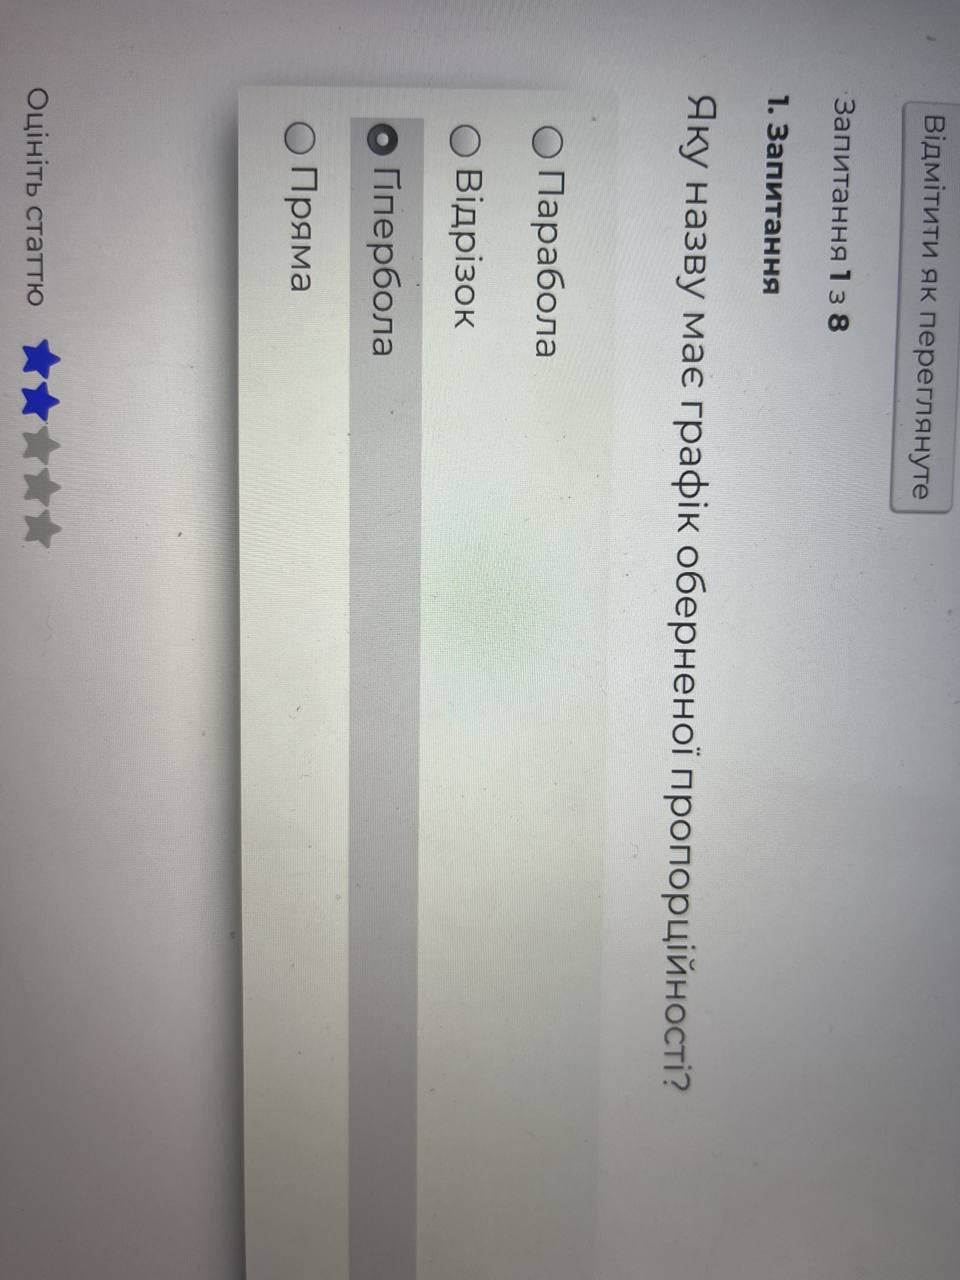 Відмітити як переглянуте
Запитання 1 з 8
1. Запитання
Яку назву має графік оберненої пропорційності?
Парабола
Відрізок
Гіпербола
Пряма
Оцініть статтю